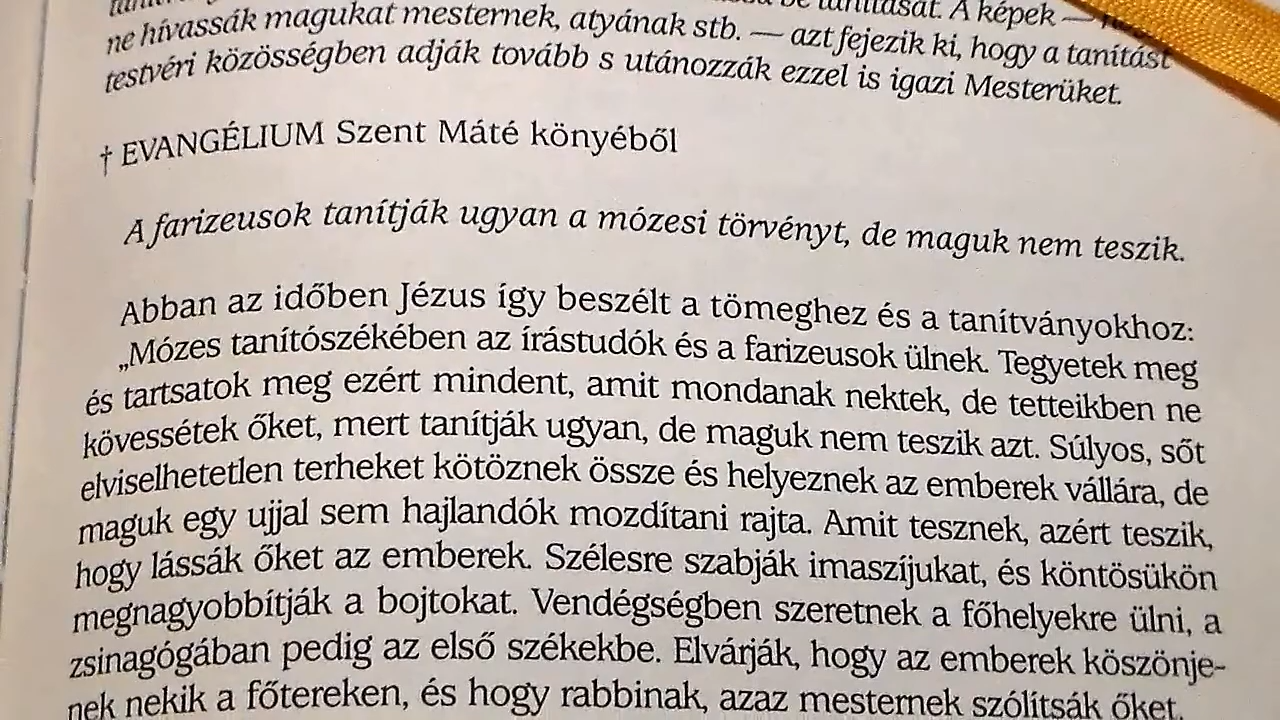 be tanítását. A képek —
ne hívassák magukat mesternek, atyának stb. — azt fejezik ki, hogy a tanítást
testvéri közösségben adják tovább s utánozzák ezzel is igazi Mesterüket.
† EVANGÉLIUM Szent Máté könyéből
A farizeusok tanítják ugyan a mózesi törvényt, de maguk nem teszik.
Abban az időben Jézus így beszélt a tömeghez és a tanítványokhoz:
„Mózes tanítószékében az írástudók és a farizeusok ülnek. Tegyetek meg
és tartsatok meg ezért mindent, amit mondanak nektek, de tetteikben ne
kövessétek őket, mert tanítják ugyan, de maguk nem teszik azt. Súlyos, sőt
elviselhetetlen terheket kötöznek össze és helyeznek az emberek vállára, de
maguk egy ujjal sem hajlandók mozdítani rajta. Amit tesznek, azért teszik,
hogy lássák őket az emberek. Szélesre szabják imaszíjukat, és köntösükön
megnagyobbítják a bojtokat. Vendégségben szeretnek a főhelyekre ülni, a
zsinagógában pedig az első székekbe. Elvárják, hogy az emberek köszönje-
nek nekik a főtereken, és hogy rabbinak, azaz mesternek szólítsák őket.